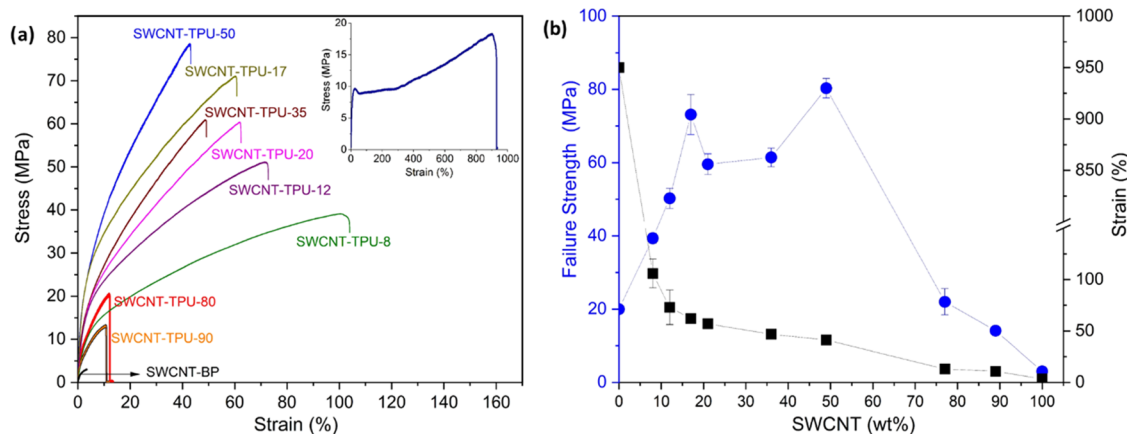 (a)
80
70
60
50
40
30
20
10
0
Stress (MPa)
0 20 40 60 80 100 120 140 160
Strain (%)
SWCNT-TPU-50
SWCNT-TPU-17
SWCNT-TPU-35
SWCNT-TPU-20
SWCNT-TPU-12
SWCNT-TPU-8
SWCNT-TPU-80
SWCNT-TPU-90
SWCNT-BP
20
15
10
5
0
Stress (MPa)
0 200 400 600 800 1000
Strain (%)
(b)
100
80
60
40
20
0
Failure Strength (MPa)
0 10 20 30 40 50 60 70 80 90 100
SWCNT (wt%)
1000
950
900
850
100
50
0
Strain (%)